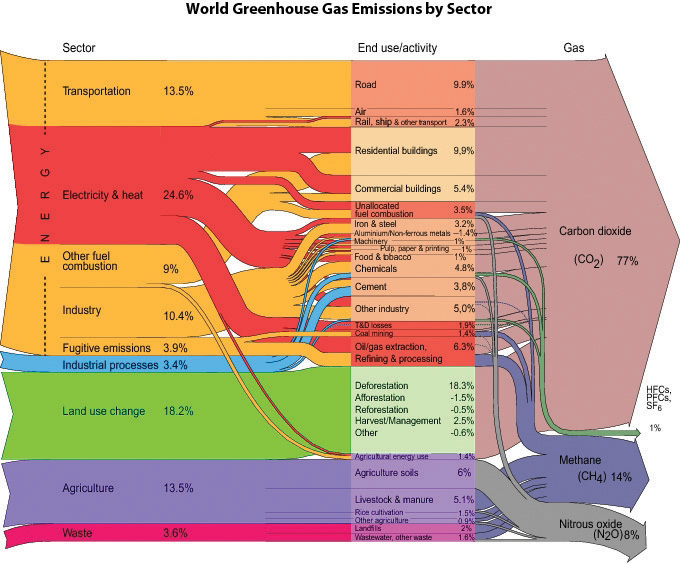 World Greenhouse Gas Emissions by Sector
Sector
End use/activity
Gas
ENERGY
Transportation 13.5%
Electricity & heat 24.6%
Other fuel
combustion 9%
Industry 10.4%
Fugitive emissions 3.9%
Industrial processes 3.4%
Land use change 18.2%
Agriculture 13.5%
Waste 3.6%
Road 9.9%
Air 1.6%
Rail, ship & other transport 2.3%
Residential buildings 9,9%
Commercial buildings 5.4%
Unallocated
fuel combustion 3.5%
Iron & steel 3.2%
Aluminum/Non-ferrous metals 1.4%
Machinery 1%
Pulp, paper & printing 1%
Food & tobacco 1%
Chemicals 4.8%
Cement 3,8%
Other industry 5,0%
T&D losses 1,9%
Coal mining 1.4%
Oil/gas extraction, 6.3%
Refining & processing
Deforestation 18.3%
Afforestation -1.5%
Reforestation -0.5%
Harvest/Management 2.5%
Other -0.6%
Agricultural energy use 1.4%
Agriculture soils 6%
Livestock & manure 5.1%
Rice cultivation 1.5%
Other agriculture 0.9%
Landfills 2%
Wastewater, other waste 1.6%
Carbon dioxide
(CO2) 77%
HFCs,
PFCs,
SF6
1%
Methane
(CH4) 14%
Nitrous oxide
(N2O) 8%